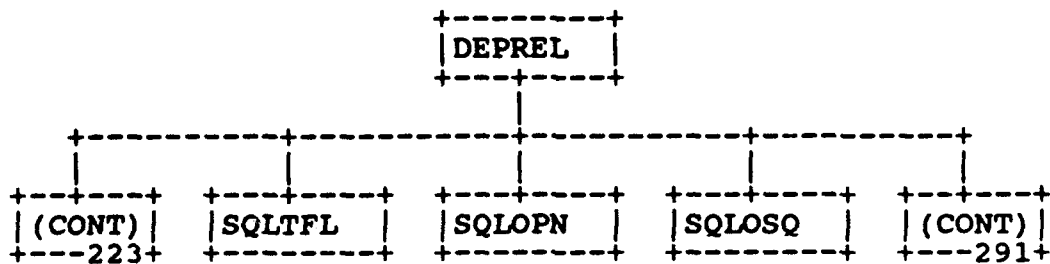 DEPREL
(CONT) SQLTFL SQLOPN SQLOSQ (CONT)
223 291